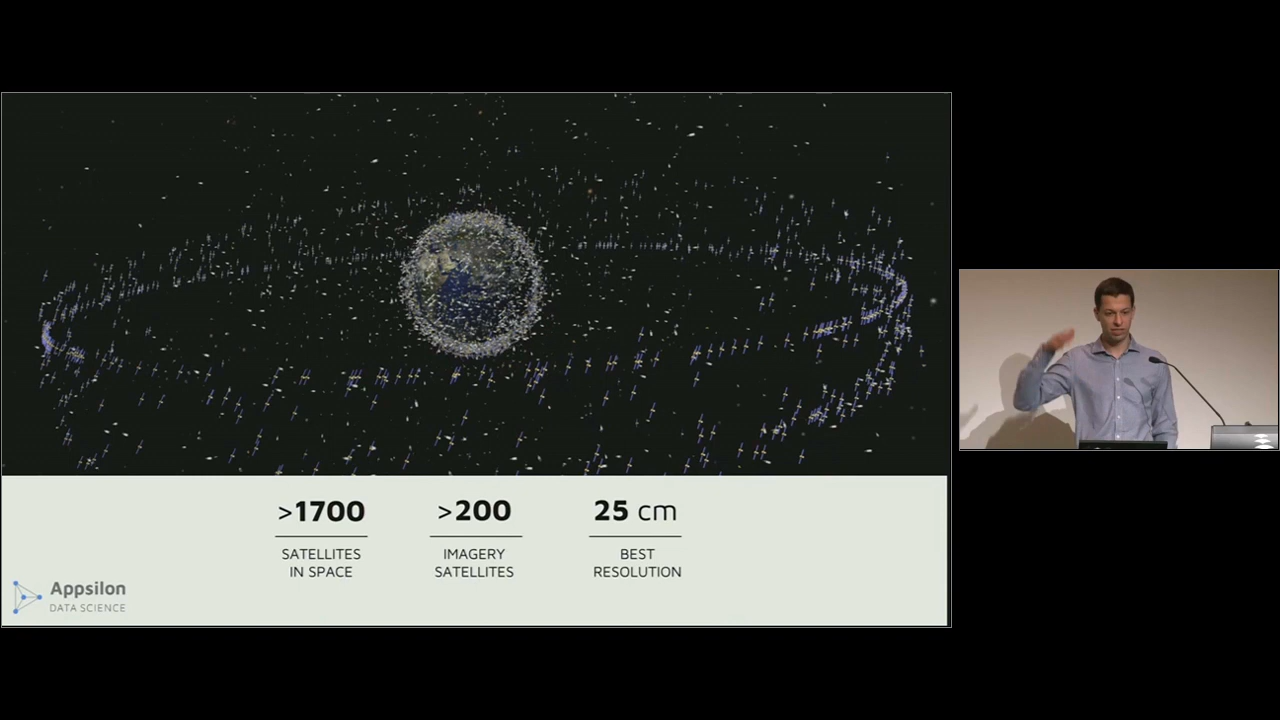 >1700
SATELLITES
IN SPACE
>200
IMAGERY
SATELLITES
25 cm
BEST
RESOLUTION
Appsilon
DATA SCIENCE